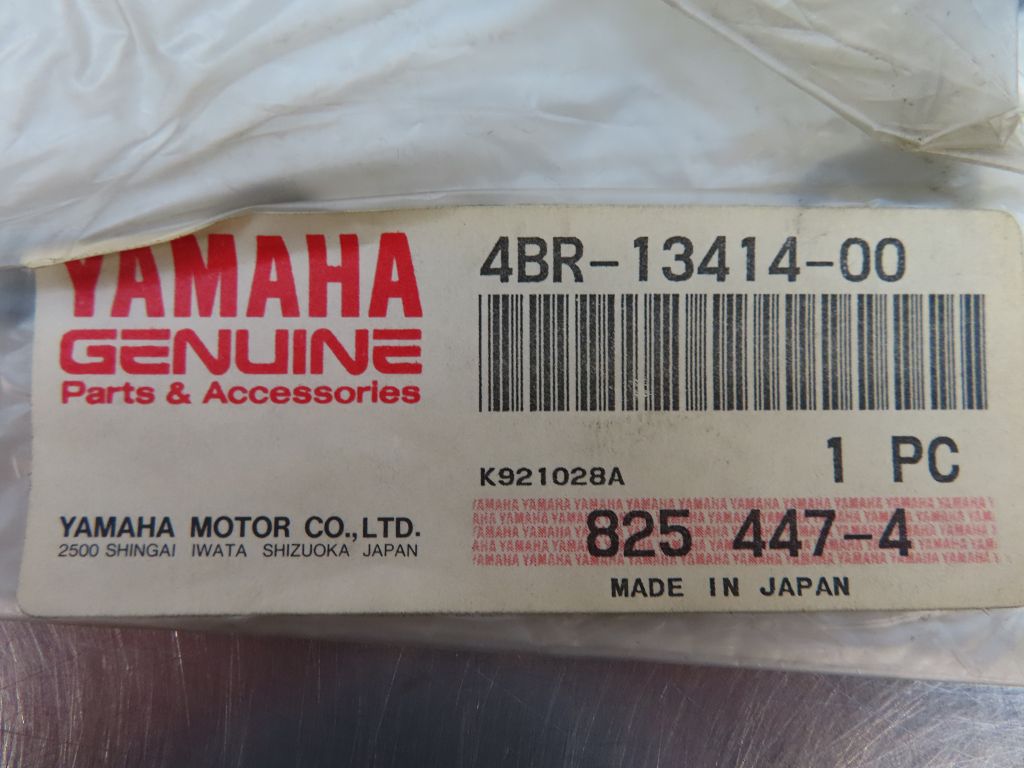 YAMAHA
GENUINE
Parts & Accessories
YAMAHA MOTOR CO.,LTD.
2500 SHINGAI IWATA SHIZUOKA JAPAN
4BR-13414-00
1 PC
K921028A
825 447-4
MADE IN JAPAN